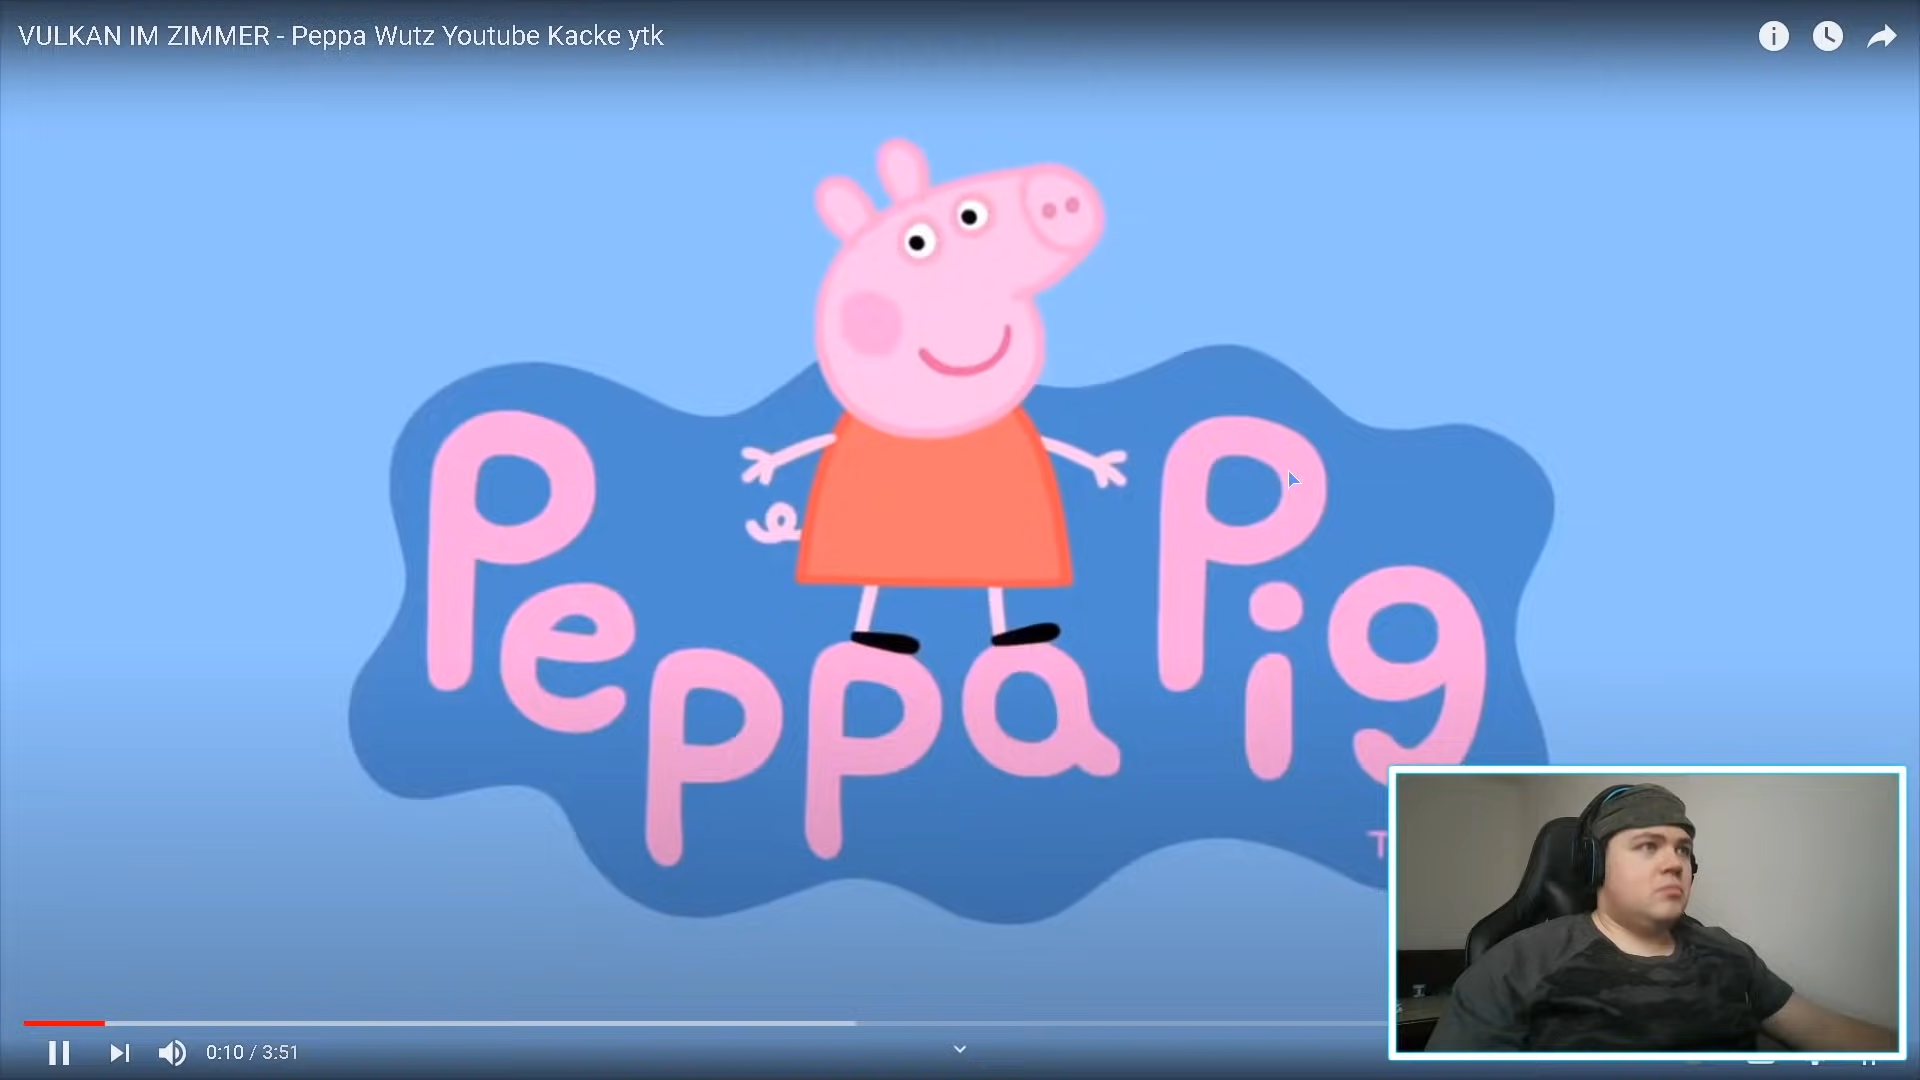 VULKAN IM ZIMMER - Peppa Wutz Youtube Kacke ytk
Peppa Pig
0:10 / 3:51